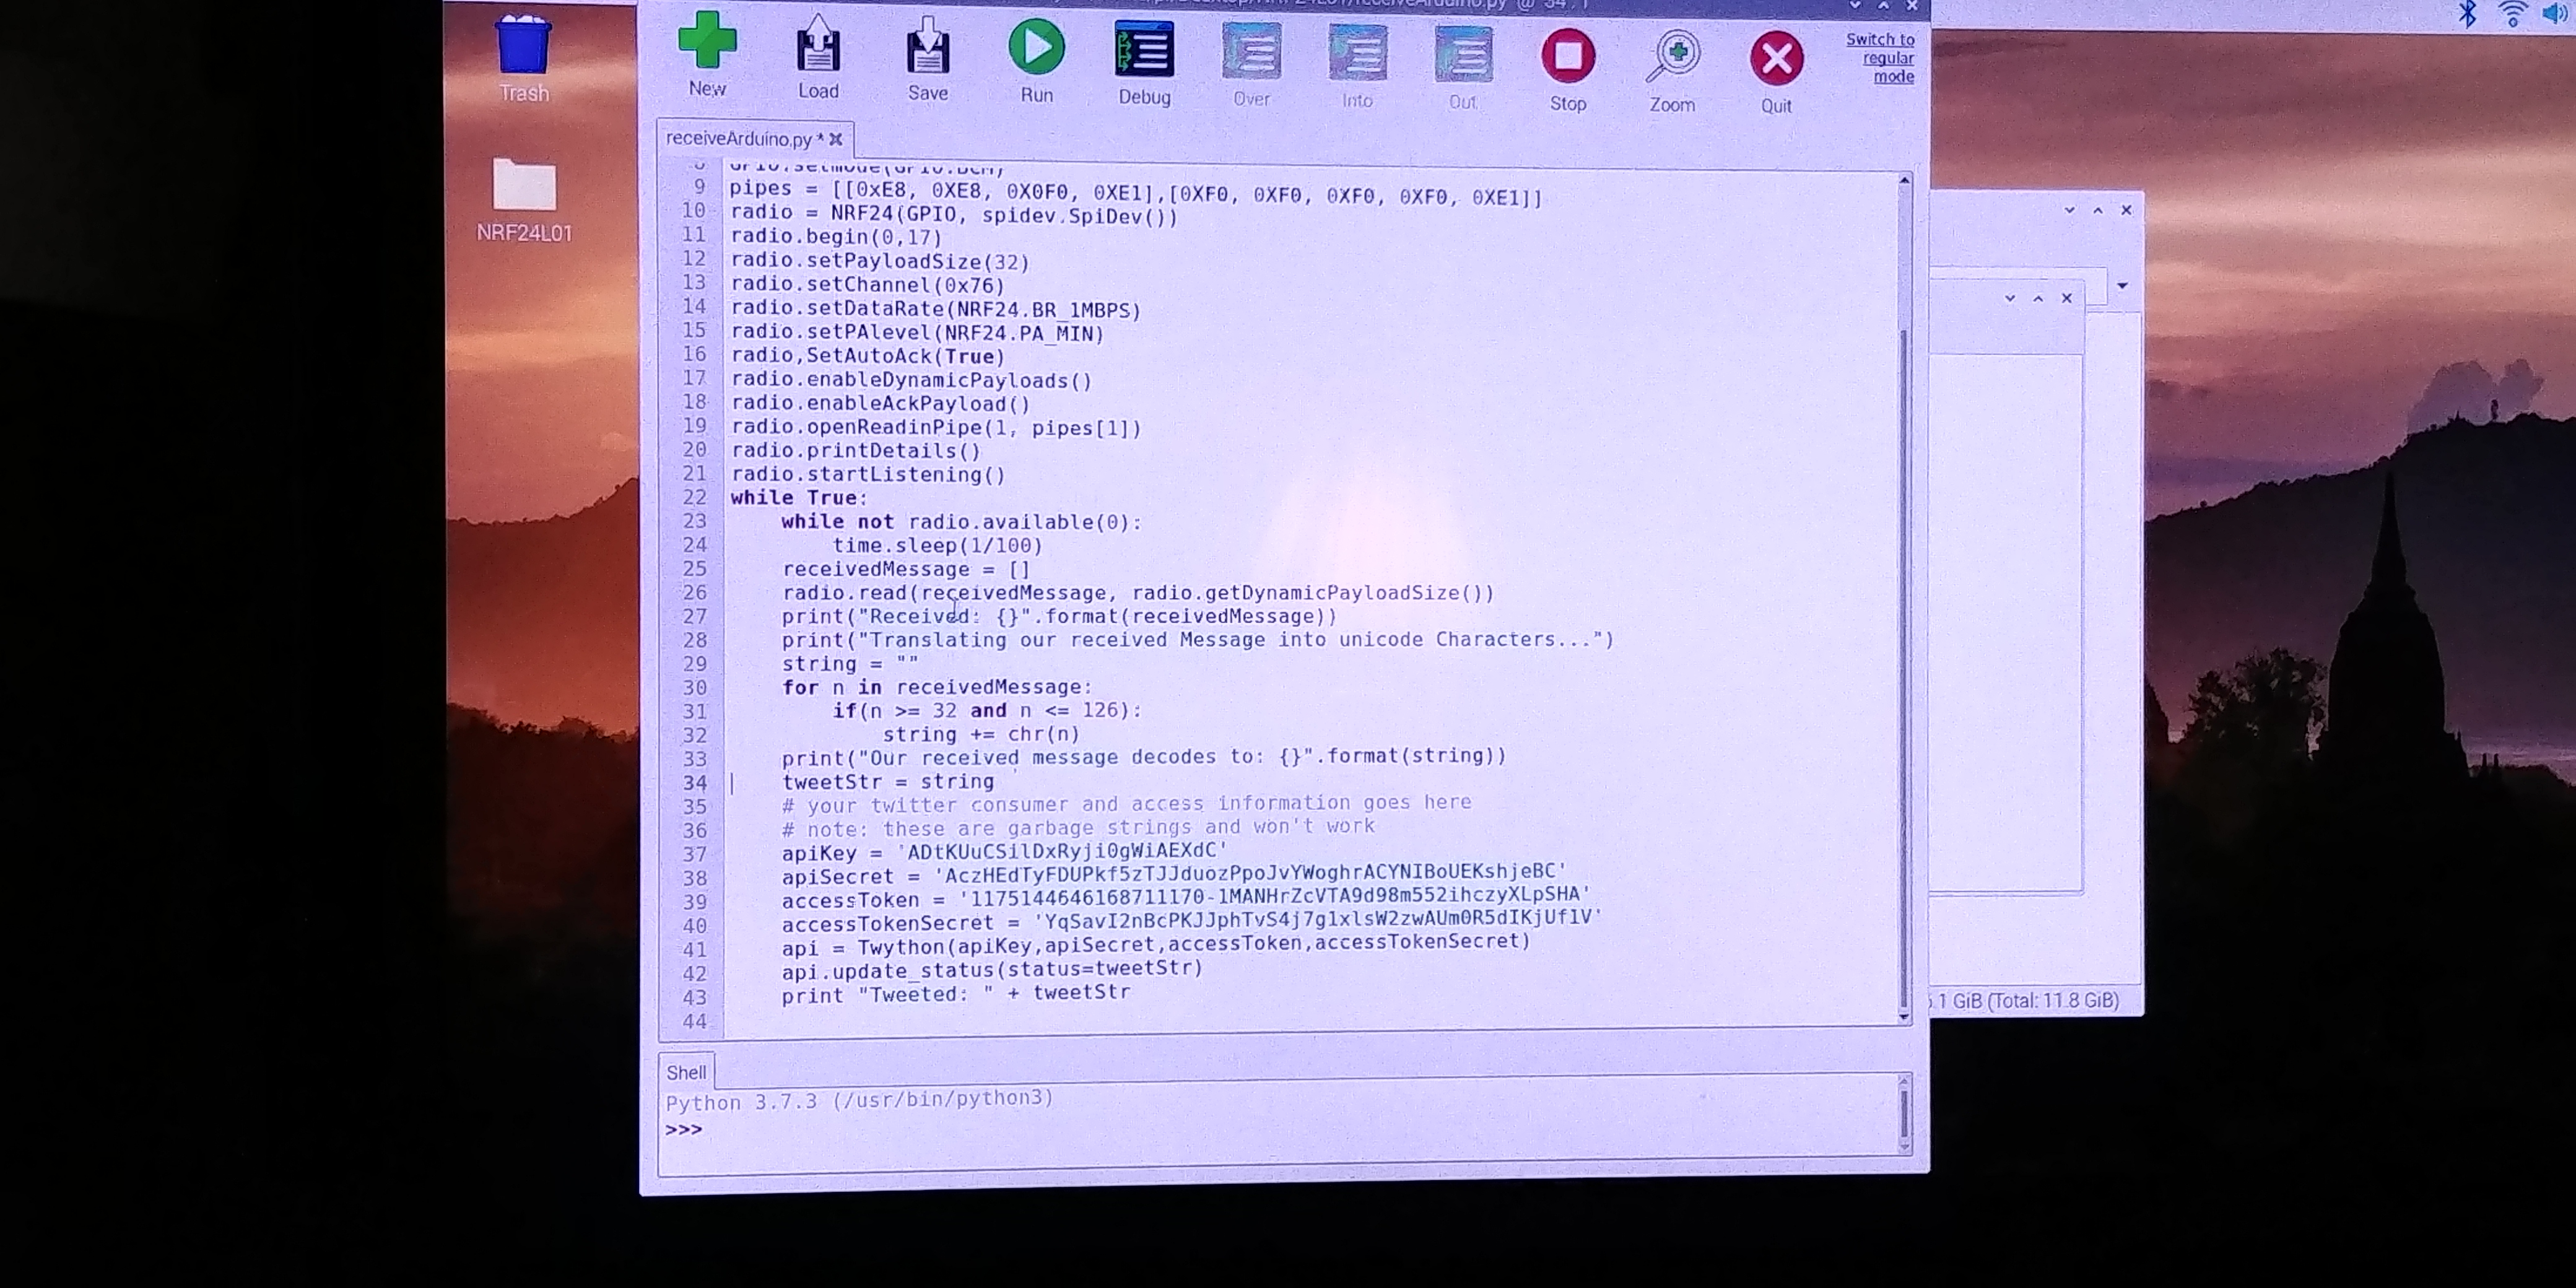 Trash
NRF24L01
New
Load
Save
Run
Debug
Over
Into
Out
Stop
Zoom
Quit
Switch to
regular
mode
receiveArduino.py *
9 pipes = [[0xE8, 0XE8, 0X0F0, 0XE1],[0XF0, 0XF0, 0XF0, 0XF0, 0XE1]]
10 radio = NRF24(GPIO, spidev.SpiDev())
11 radio.begin(0,17)
12 radio.setPayloadSize(32)
13 radio.setChannel(0x76)
14 radio.setDataRate(NRF24.BR_1MBPS)
15 radio.setPAlevel(NRF24.PA_MIN)
16 radio,SetAutoAck(True)
17 radio.enableDynamicPayloads()
18 radio.enableAckPayload()
19 radio.openReadinPipe(1, pipes[1])
20 radio.printDetails()
21 radio.startListening()
22 while True:
23 while not radio.available(0):
24 time.sleep(1/100)
25 receivedMessage = []
26 radio.read(receivedMessage, radio.getDynamicPayloadSize())
27 print("Received: {}".format(receivedMessage))
28 print("Translating our received Message into unicode Characters...")
29 string = ""
30 for n in receivedMessage:
31 if(n >= 32 and n <= 126):
32 string += chr(n)
33 print("Our received message decodes to: {}".format(string))
34 tweetStr = string
35 # your twitter consumer and access information goes here
36 # note: these are garbage strings and won't work
37 apiKey = 'ADtKUuCSilDxRyji0gWiAEXdC'
38 apiSecret = 'AczHEdTyFDUPkf5zTJJduozPpoJvYWoghrACYNIBoUEKshjeBC'
39 accessToken = '1175144646168711170-1MANHrZcVTA9d98m552ihczyXLpSHA'
40 accessTokenSecret = 'YqSavI2nBcPKJJphTvS4j7g1xlsW2zwAUm0R5dIKjUf1V'
41 api = Twython(apiKey,apiSecret,accessToken,accessTokenSecret)
42 api.update_status(status=tweetStr)
43 print "Tweeted: " + tweetStr
44
.1 GiB (Total: 11.8 GiB)
Shell
Python 3.7.3 (/usr/bin/python3)
>>>